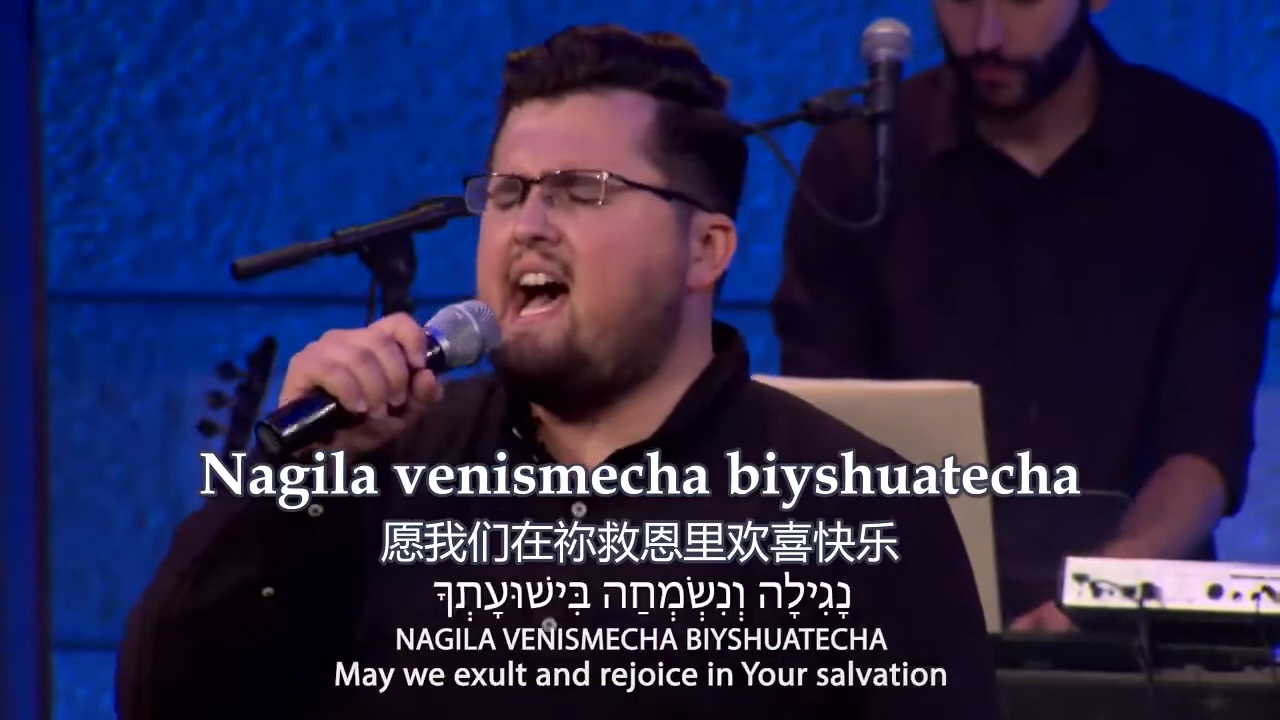 Nagila venismecha biyshuatecha
愿我们在祢救恩里欢喜快乐
נָגִילָה וְנִשְׂמְחַה בִּישׁוּעָתְךָ
NAGILA VENISMECHA BIYSHUATECHA
May we exult and rejoice in Your salvation